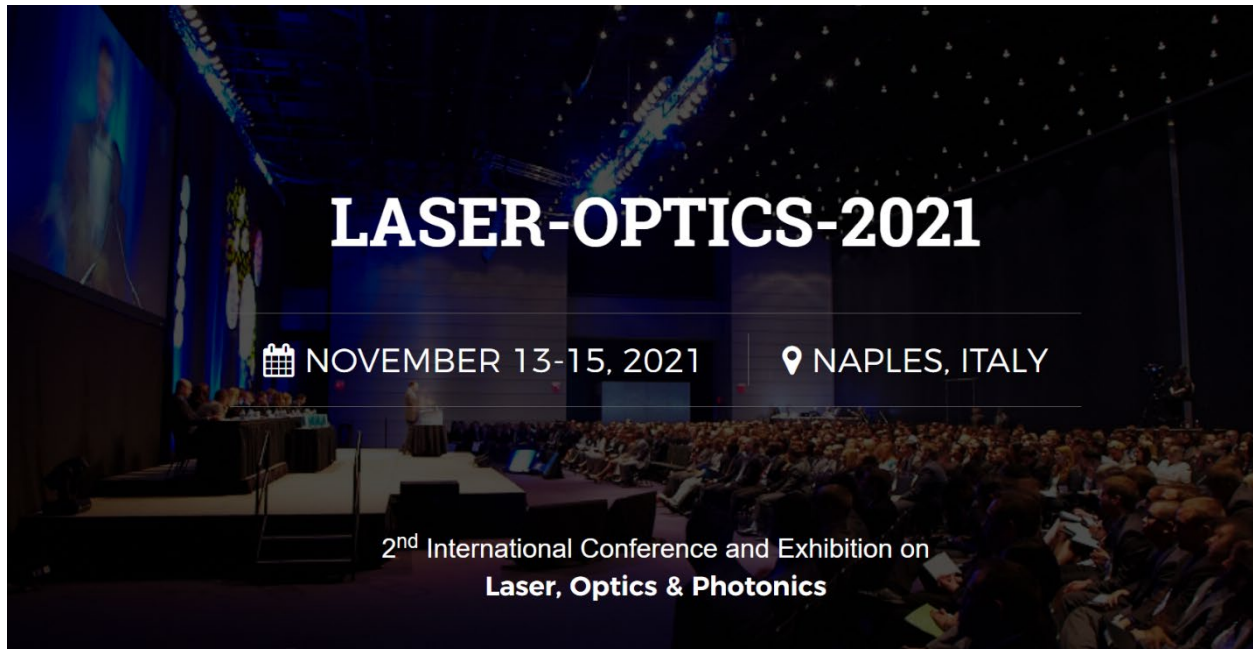 LASER-OPTICS-2021
NOVEMBER 13-15, 2021 NAPLES, ITALY
2nd International Conference and Exhibition on
Laser, Optics & Photonics